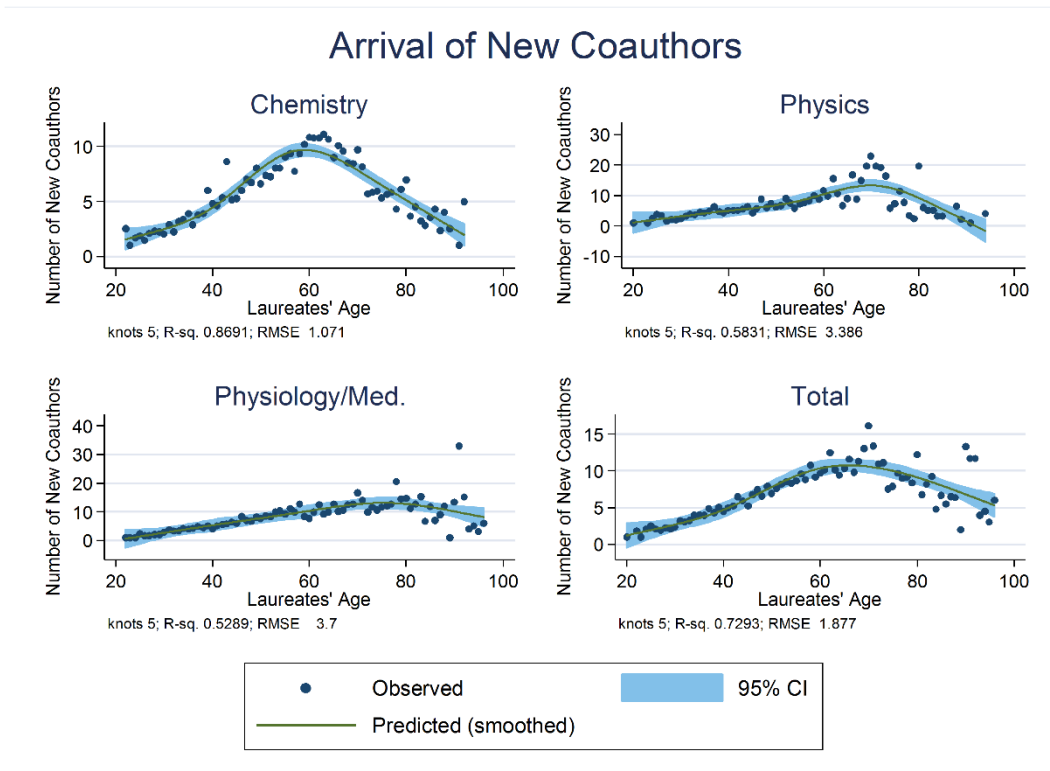 Arrival of New Coauthors
Chemistry
Number of New Coauthors
10
5
0
20 40 60 80 100
Laureates' Age
knots 5; R-sq. 0.8691; RMSE 1.071
Physics
Number of New Coauthors
30
20
10
0
-10
20 40 60 80 100
Laureates' Age
knots 5; R-sq. 0.5831; RMSE 3.386
Physiology/Med.
Number of New Coauthors
40
30
20
10
0
20 40 60 80 100
Laureates' Age
knots 5; R-sq. 0.5289; RMSE 3.7
Total
Number of New Coauthors
15
10
5
0
20 40 60 80 100
Laureates' Age
knots 5; R-sq. 0.7293; RMSE 1.877
Observed
95% CI
Predicted (smoothed)